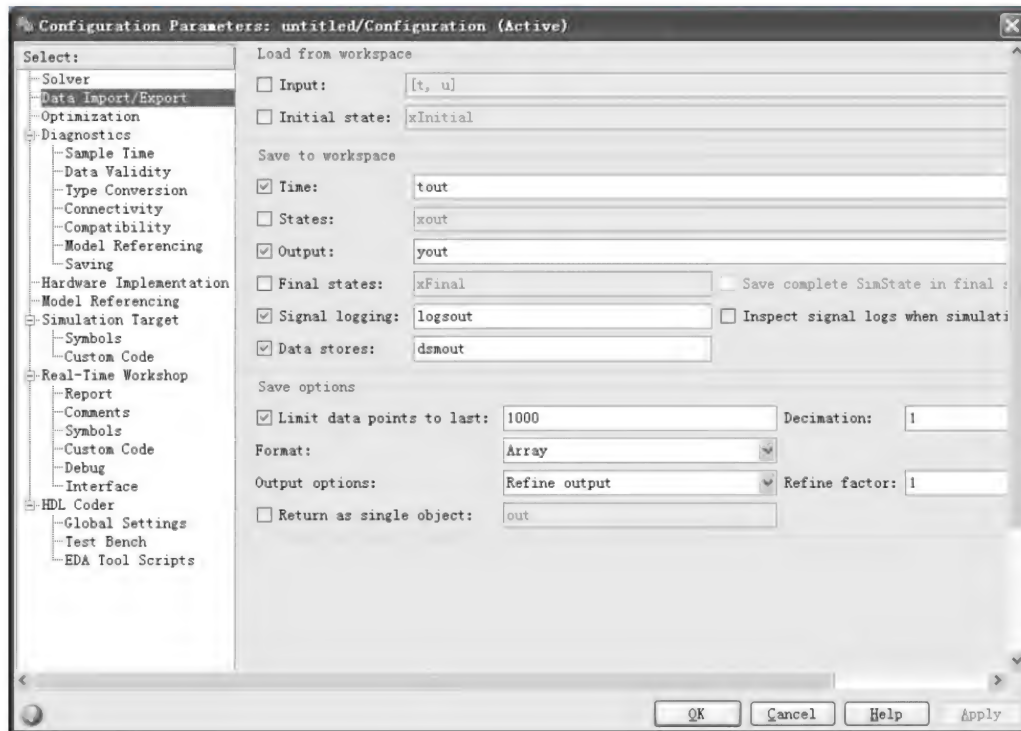 Configuration Parameters: untitled/Configuration (Active)
Select:
Solver
Data Import/Export
Optimization
Diagnostics
Sample Time
Data Validity
Type Conversion
Connectivity
Compatibility
Model Referencing
Saving
Hardware Implementation
Model Referencing
Simulation Target
Symbols
Custom Code
Real-Time Workshop
Report
Comments
Symbols
Custom Code
Debug
Interface
HDL Coder
Global Settings
Test Bench
EDA Tool Scripts
Load from workspace
Input: [t, u]
Initial state: xInitial
Save to workspace
Time: tout
States: xout
Output: yout
Final states: xFinal Save complete SimState in final s
Signal logging: logsout Inspect signal logs when simulati
Data stores: dsmout
Save options
Limit data points to last: 1000 Decimation: 1
Format: Array
Output options: Refine output Refine factor: 1
Return as single object: out
OK Cancel Help Apply